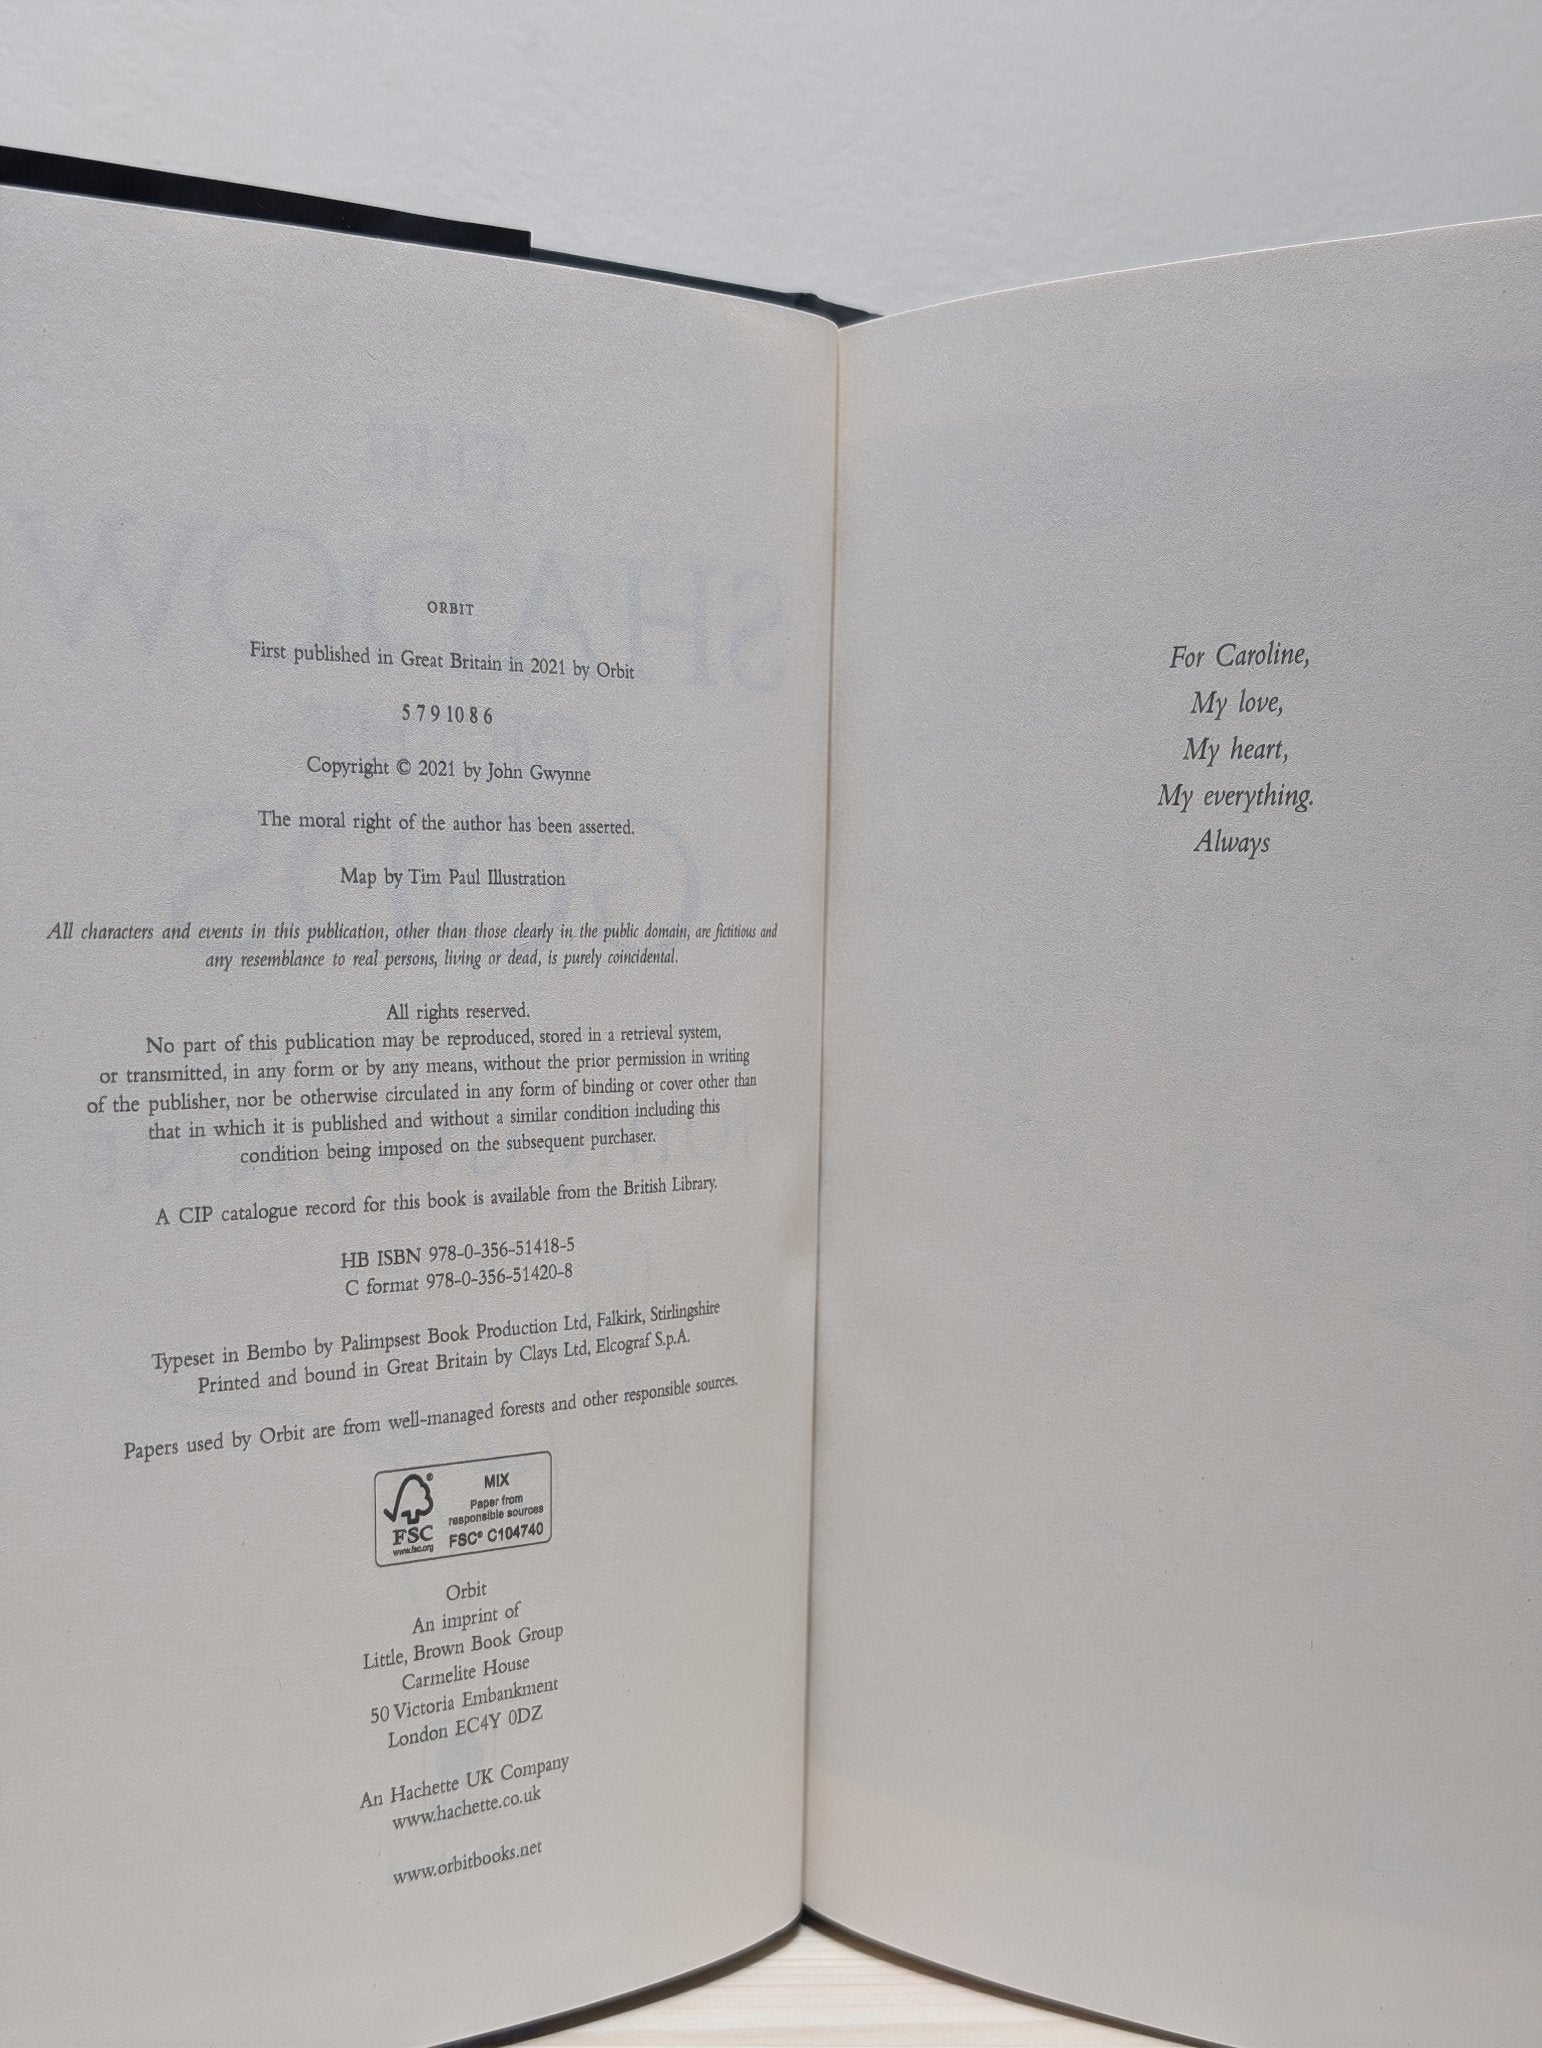 ORBIT
First published in Great Britain in 2021 by Orbit
5 7 9 10 8 6
Copyright © 2021 by John Gwynne
The moral right of the author has been asserted.
Map by Tim Paul Illustration
All characters and events in this publication, other than those clearly in the public domain, are fictitious and
any resemblance to real persons, living or dead, is purely coincidental.
All rights reserved.
No part of this publication may be reproduced, stored in a retrieval system,
or transmitted, in any form or by any means, without the prior permission in writing
of the publisher, nor be otherwise circulated in any form of binding or cover other than
that in which it is published and without a similar condition including this
condition being imposed on the subsequent purchaser.
A CIP catalogue record for this book is available from the British Library.
HB ISBN 978-0-356-51418-5
C format 978-0-356-51420-8
Typeset in Bembo by Palimpsest Book Production Ltd, Falkirk, Stirlingshire
Printed and bound in Great Britain by Clays Ltd, Elcograf S.p.A.
Papers used by Orbit are from well-managed forests and other responsible sources.
FSC
www.fsc.org
MIX
Paper from
responsible sources
FSC® C104740
Orbit
An imprint of
Little, Brown Book Group
Carmelite House
50 Victoria Embankment
London EC4Y 0DZ
An Hachette UK Company
www.hachette.co.uk
www.orbitbooks.net
For Caroline,
My love,
My heart,
My everything.
Always
THE
SHADOW
OF THE
GODS